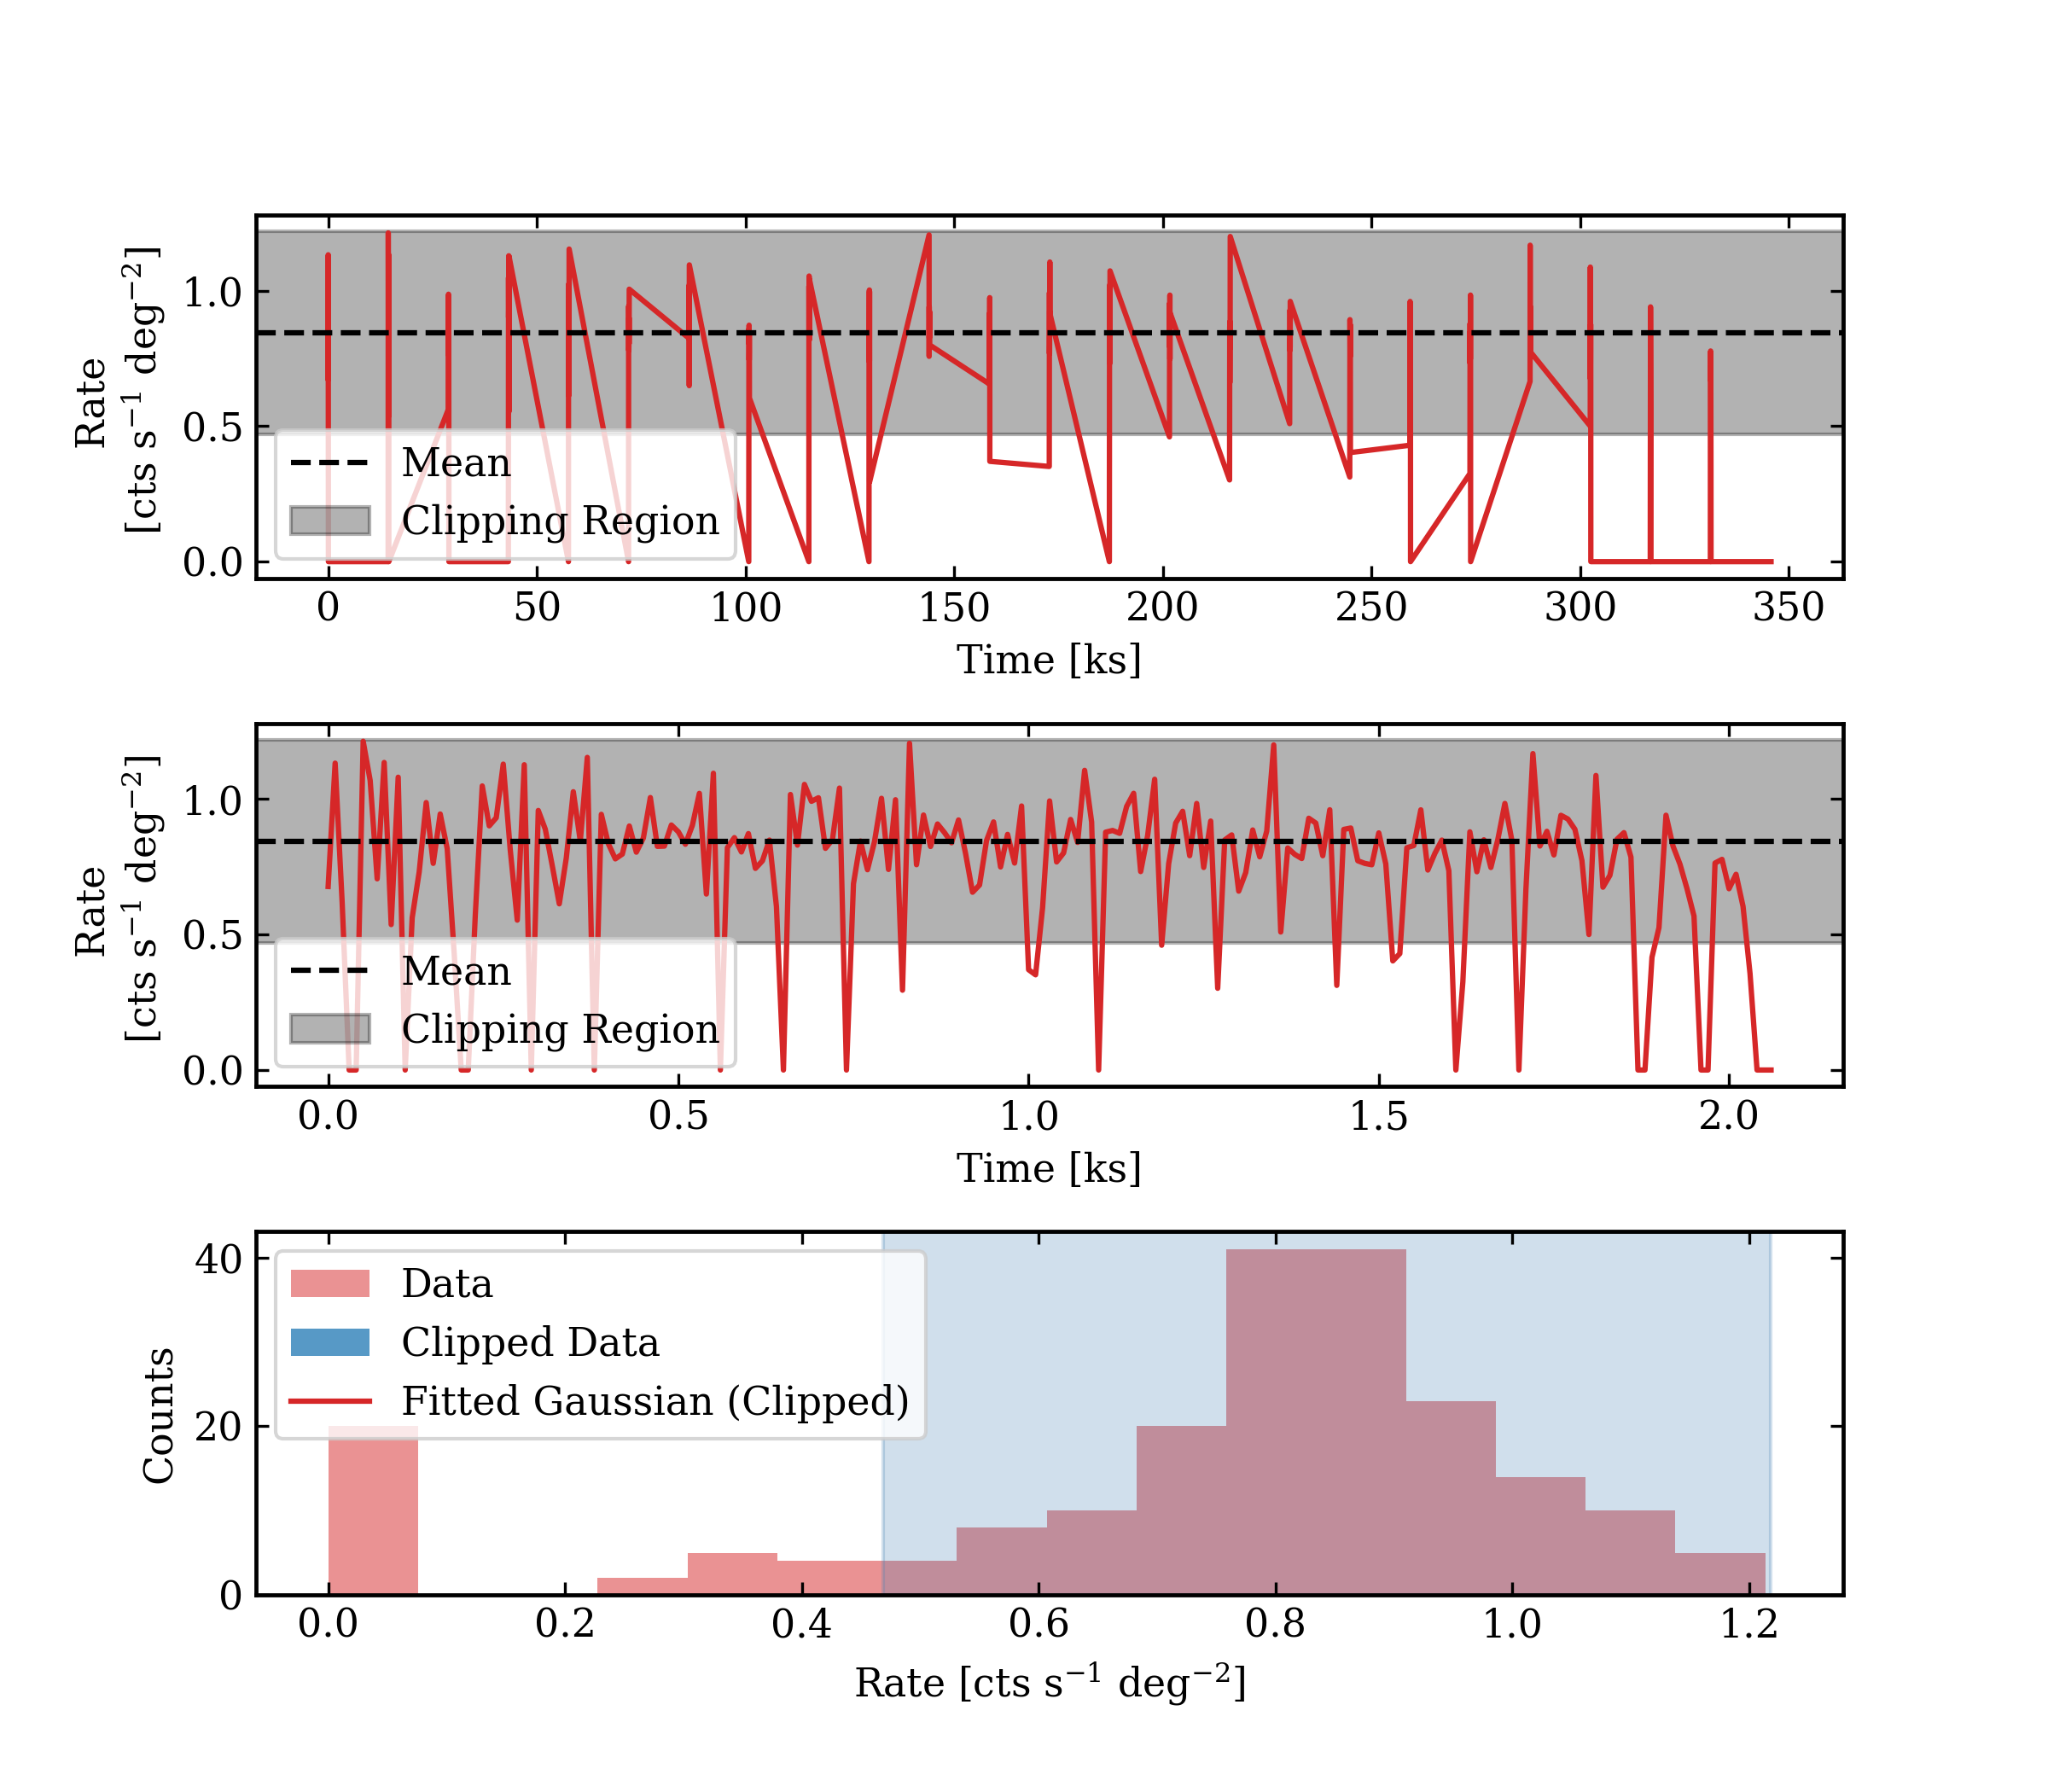 Rate
[cts s⁻¹ deg⁻²]
1.0
0.5
0.0
Mean
Clipping Region
0 50 100 150 200 250 300 350
Time [ks]
Rate
[cts s⁻¹ deg⁻²]
1.0
0.5
0.0
Mean
Clipping Region
0.0 0.5 1.0 1.5 2.0
Time [ks]
Counts
40
20
0
Data
Clipped Data
Fitted Gaussian (Clipped)
0.0 0.2 0.4 0.6 0.8 1.0 1.2
Rate [cts s⁻¹ deg⁻²]